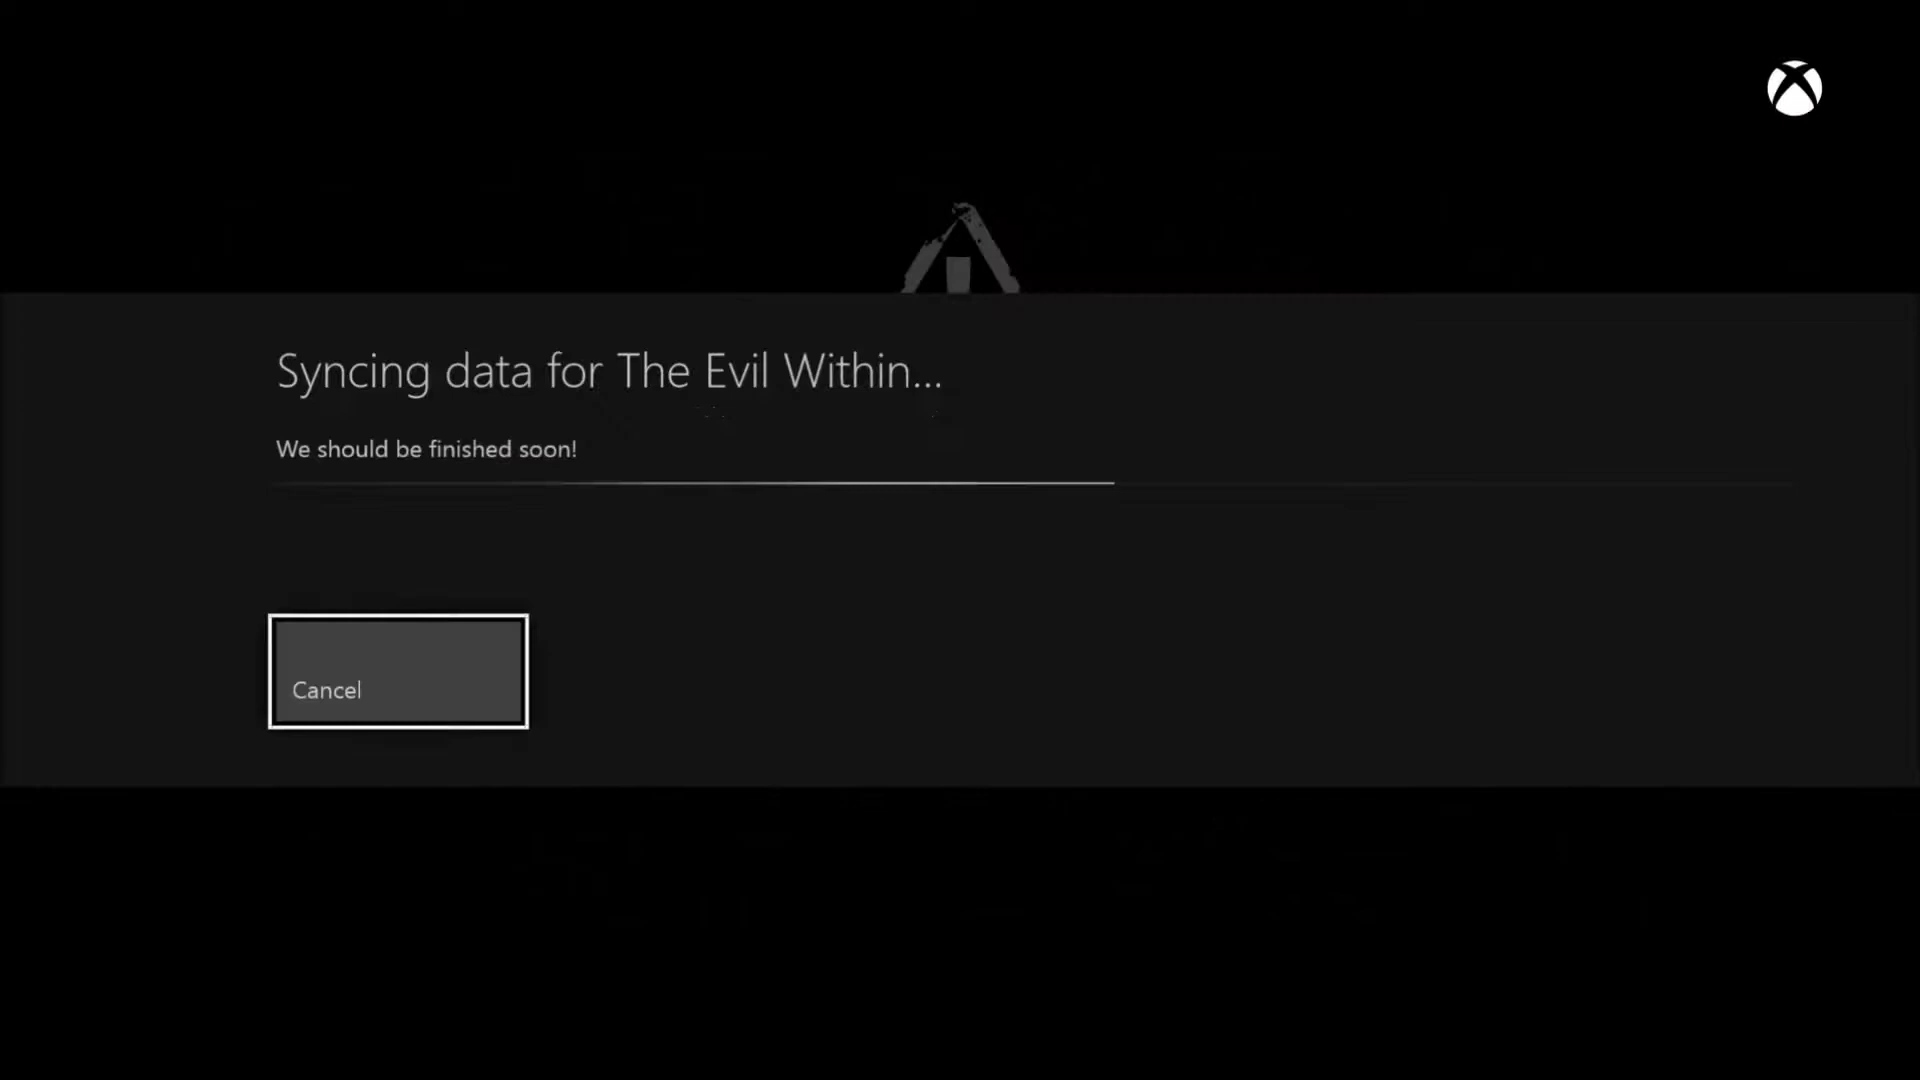 Syncing data for The Evil Within...
We should be finished soon!
Cancel